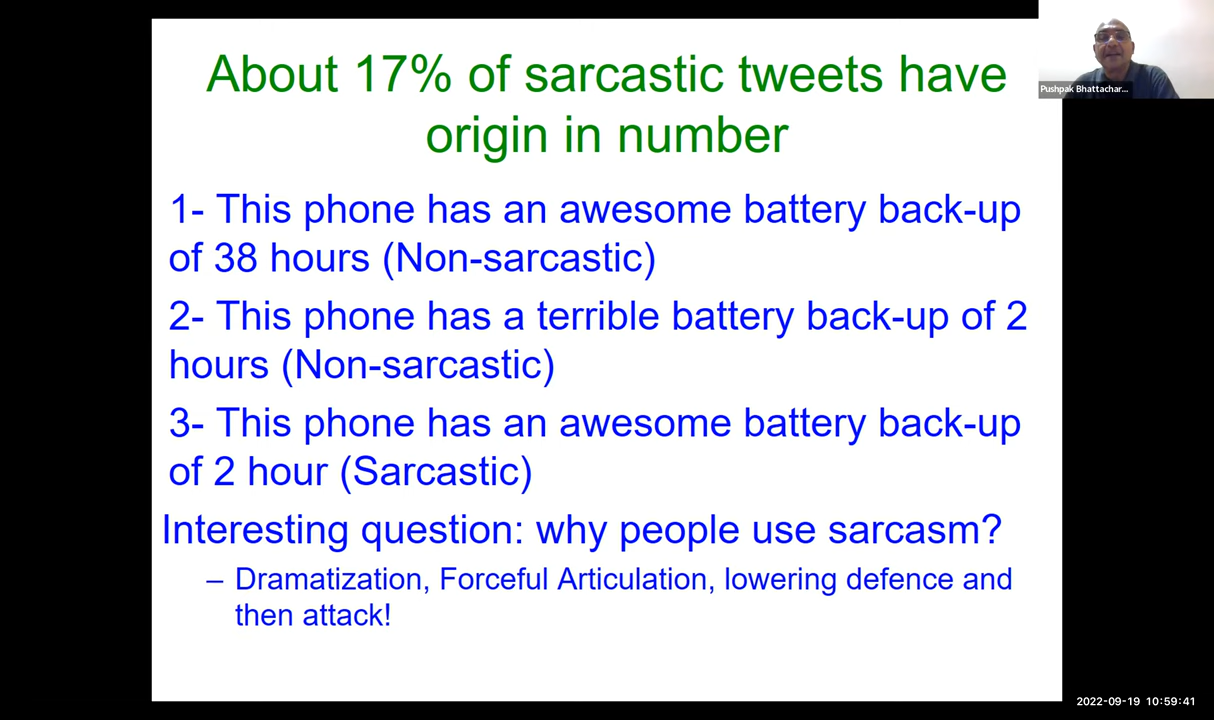 About 17% of sarcastic tweets have
origin in number
Pushpak Bhattachar...
1- This phone has an awesome battery back-up
of 38 hours (Non-sarcastic)
2- This phone has a terrible battery back-up of 2
hours (Non-sarcastic)
3- This phone has an awesome battery back-up
of 2 hour (Sarcastic)
Interesting question: why people use sarcasm?
– Dramatization, Forceful Articulation, lowering defence and
then attack!
2022-09-19 10:59:41